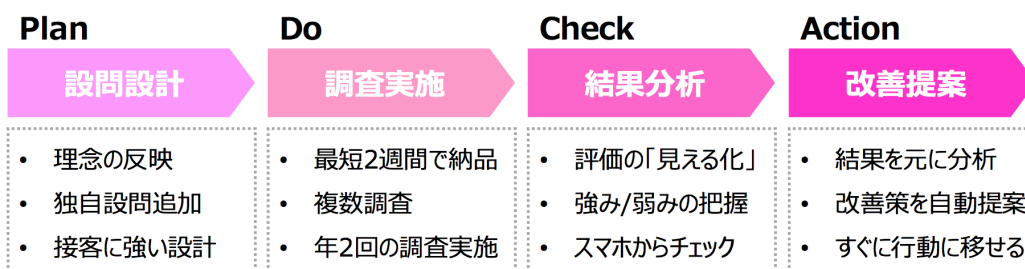 Plan
設問設計
• 理念の反映
• 独自設問追加
• 接客に強い設計
Do
調査実施
• 最短2週間で納品
• 複数調査
• 年2回の調査実施
Check
結果分析
• 評価の「見える化」
• 強み/弱みの把握
• スマホからチェック
Action
改善提案
• 結果を元に分析
• 改善策を自動提案
• すぐに行動に移せる